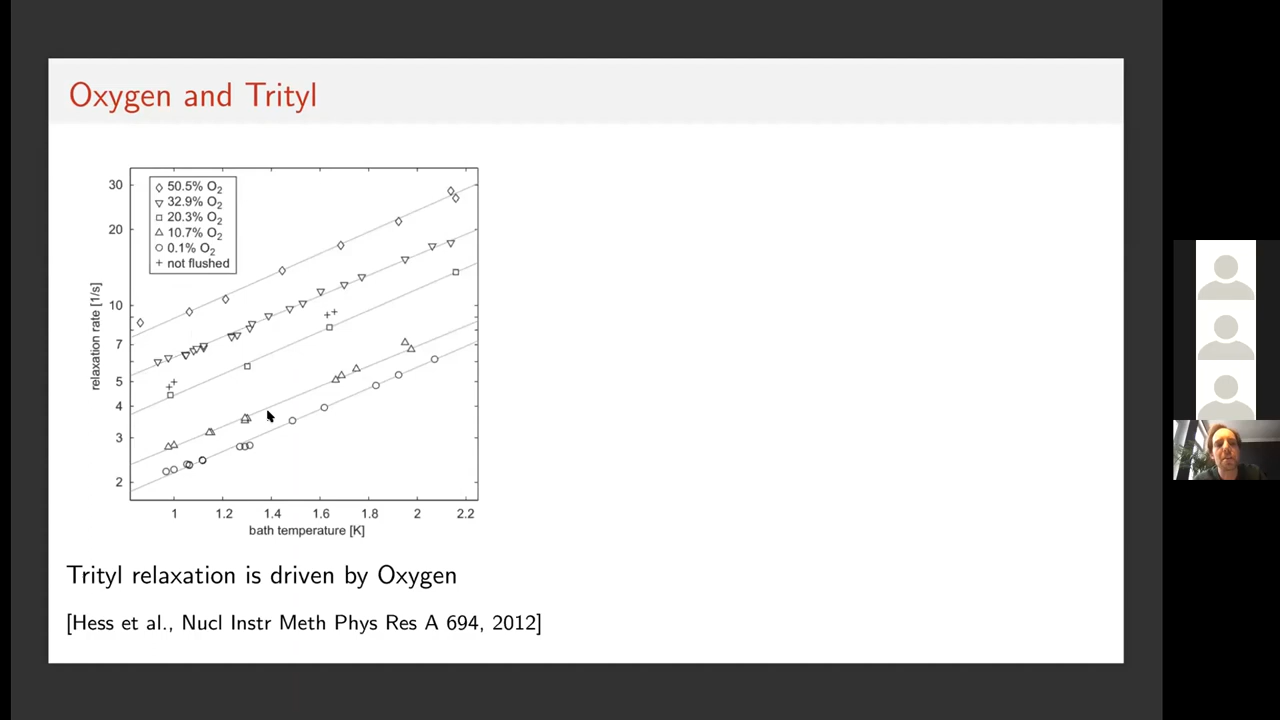 Oxygen and Trityl
50.5% O2
32.9% O2
20.3% O2
10.7% O2
0.1% O2
not flushed
30
20
10
7
5
4
3
2
relaxation rate [1/s]
1 1.2 1.4 1.6 1.8 2 2.2
bath temperature [K]
Trityl relaxation is driven by Oxygen
[Hess et al., Nucl Instr Meth Phys Res A 694, 2012]